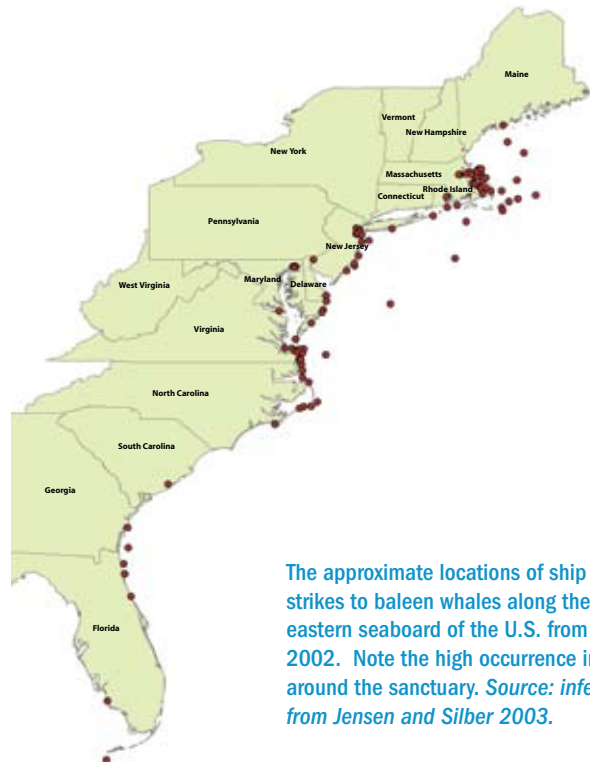 Maine
Vermont
New Hampshire
New York
Massachusetts
Rhode Island
Connecticut
Pennsylvania
New Jersey
Maryland
Delaware
West Virginia
Virginia
North Carolina
South Carolina
Georgia
Florida
The approximate locations of ship
strikes to baleen whales along the
eastern seaboard of the U.S. from
2002. Note the high occurrence in
around the sanctuary. Source: infe
from Jensen and Silber 2003.